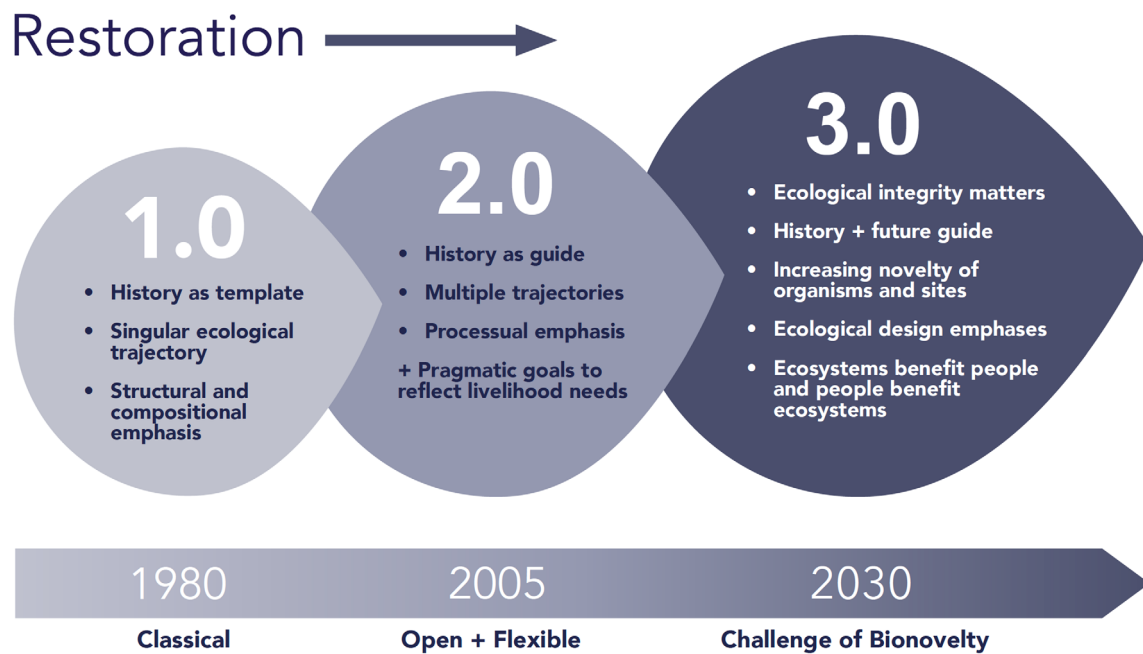 Restoration
1.0
• History as template
• Singular ecological
trajectory
• Structural and
compositional
emphasis
2.0
• History as guide
• Multiple trajectories
• Processual emphasis
+ Pragmatic goals to
reflect livelihood needs
3.0
• Ecological integrity matters
• History + future guide
• Increasing novelty of
organisms and sites
• Ecological design emphases
• Ecosystems benefit people
and people benefit
ecosystems
1980
2005
2030
Classical
Open + Flexible
Challenge of Bionovelty